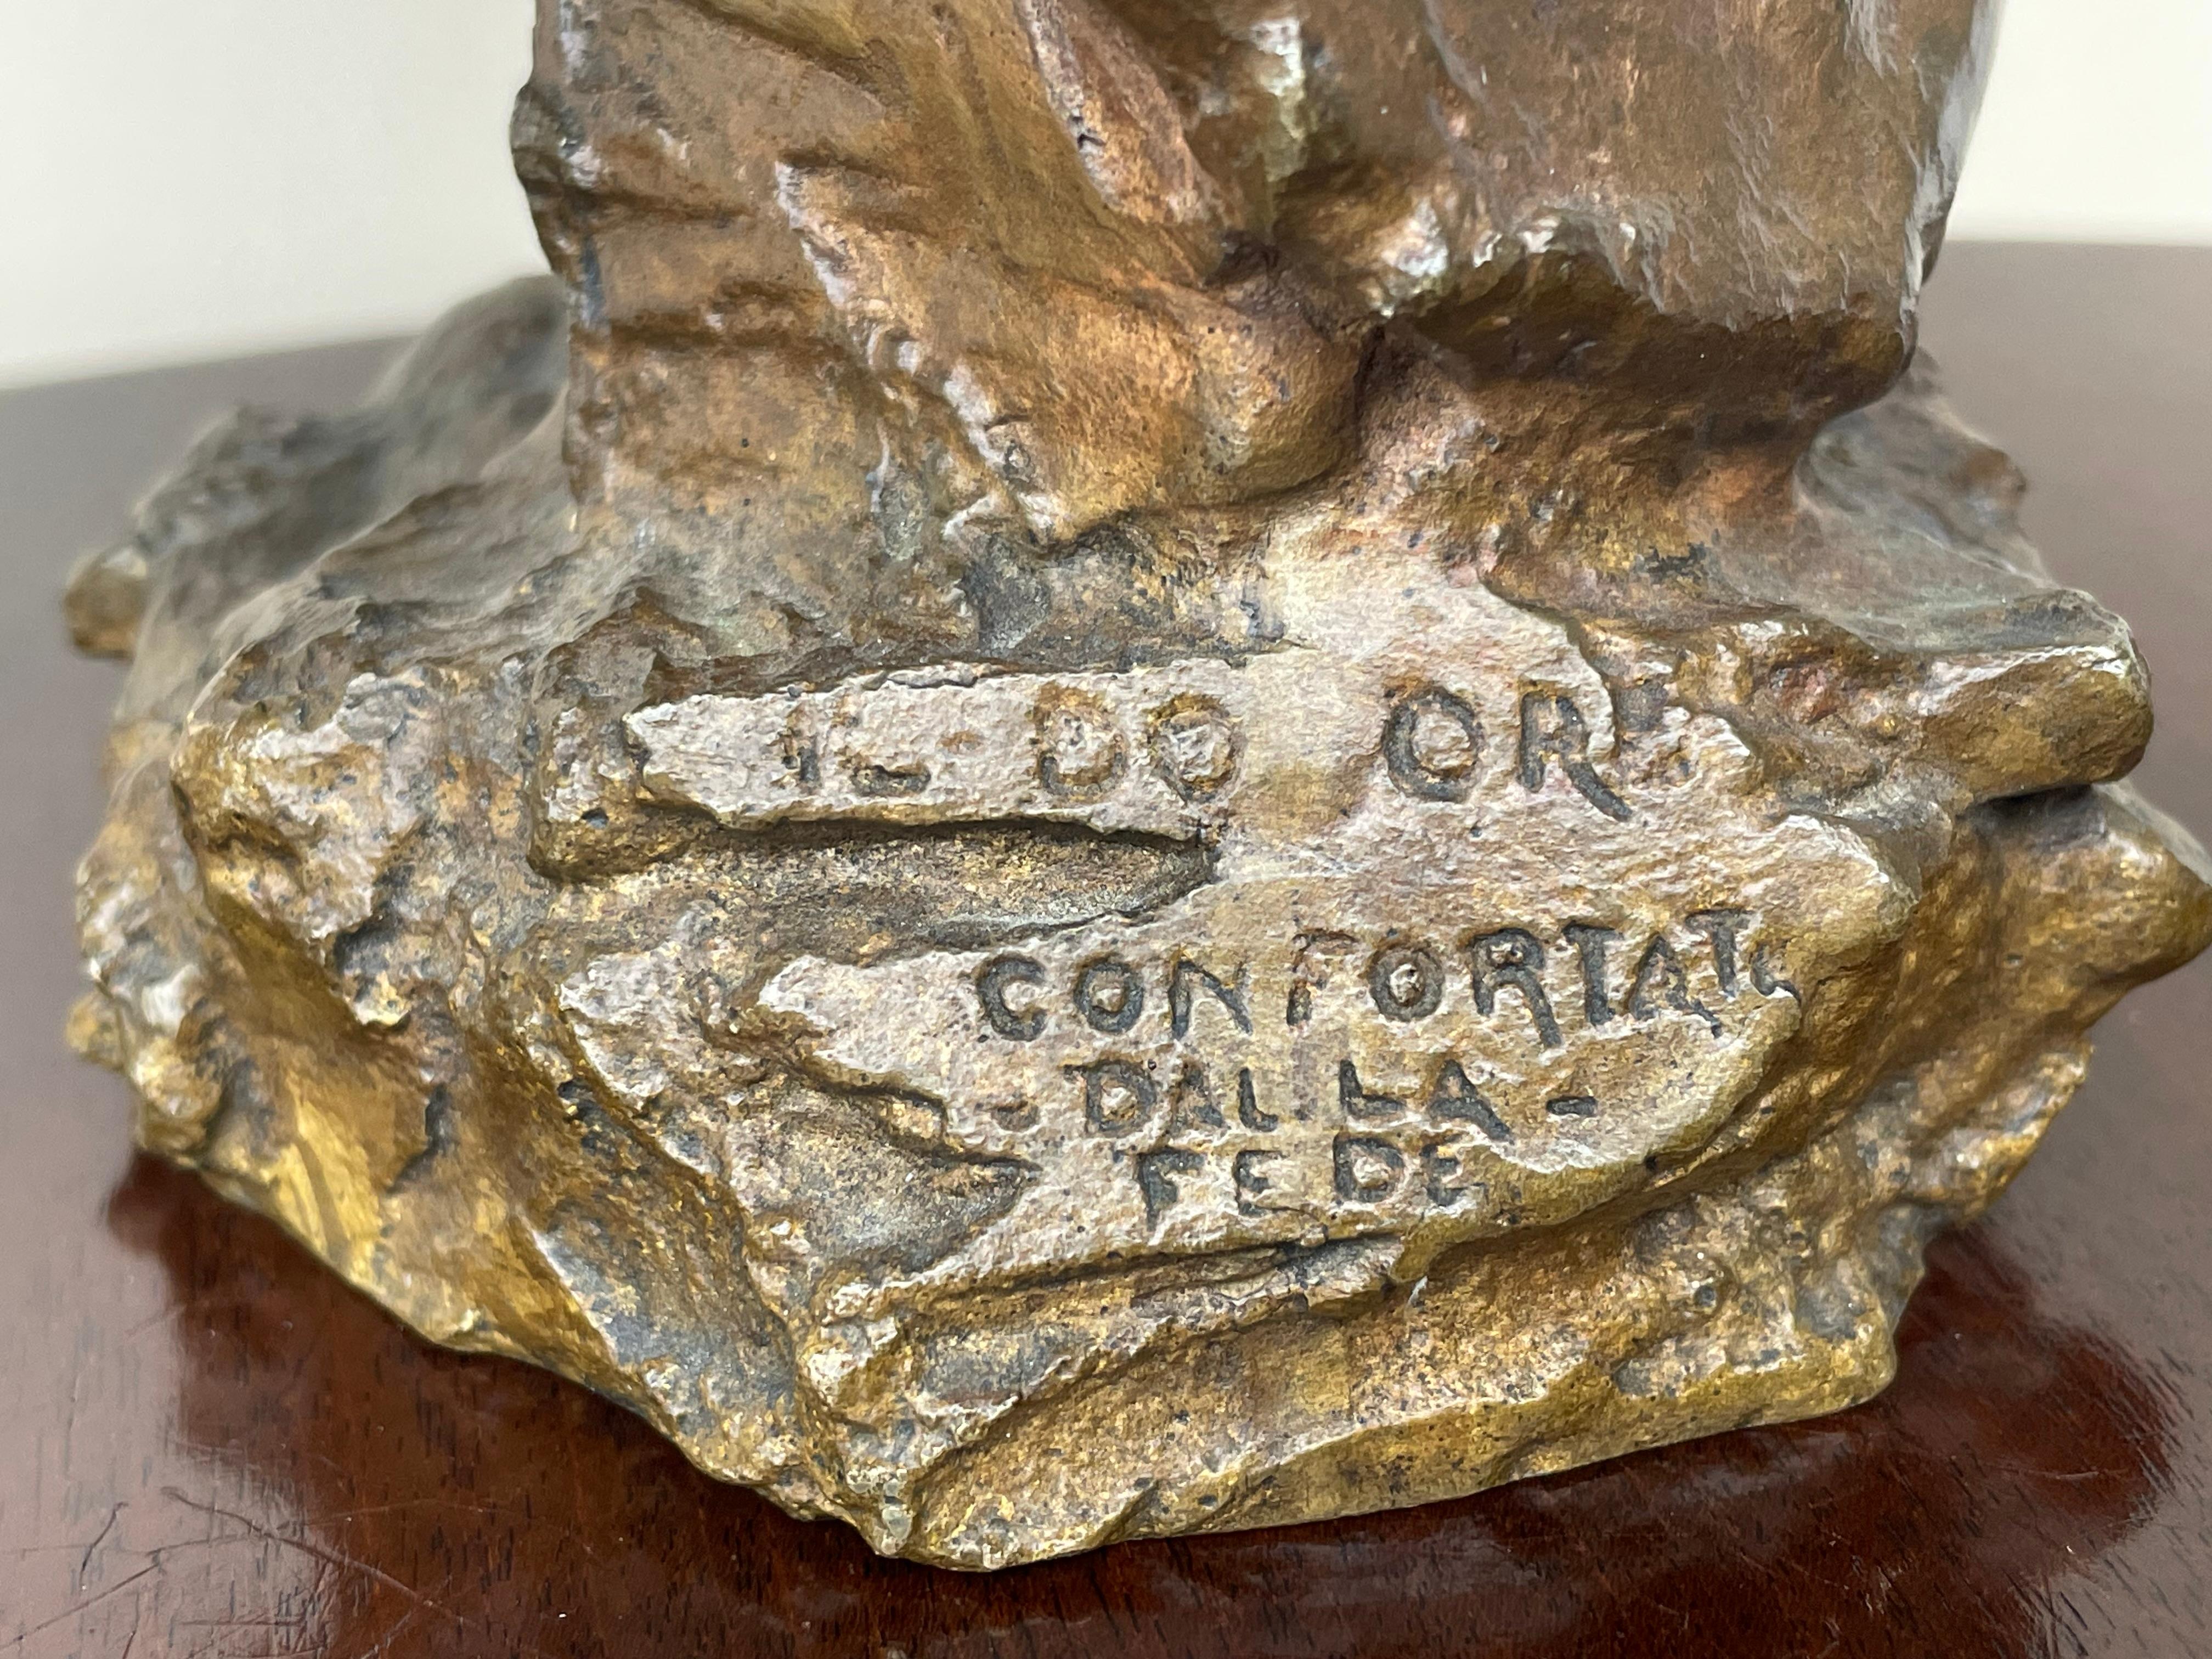 IL DOLORE
CONFORTATO
- DALLA -
FEDE